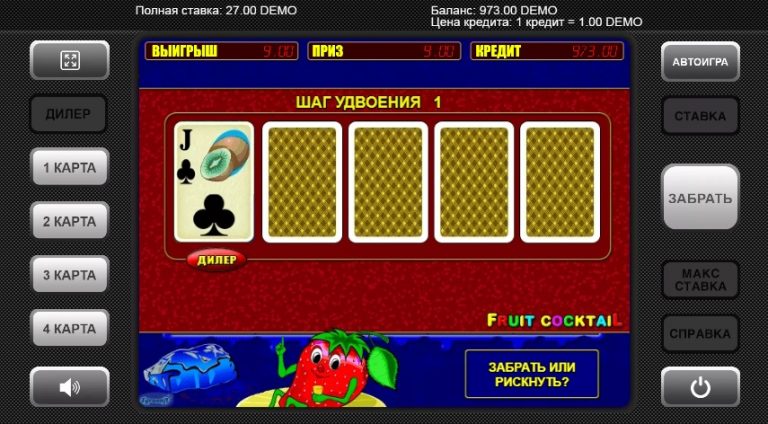 Полная ставка: 27.00 DEMO
Баланс: 973.00 DEMO
Цена кредита: 1 кредит = 1.00 DEMO
ВЫИГРЫШ 9.00 ПРИЗ 9.00 КРЕДИТ 973.00
АВТОИГРА
ДИЛЕР
СТАВКА
ШАГ УДВОЕНИЯ 1
J
1 КАРТА
2 КАРТА
3 КАРТА
4 КАРТА
ЗАБРАТЬ
МАКС
СТАВКА
СПРАВКА
ДИЛЕР
FRUIT COCKTAIL
ЗАБРАТЬ ИЛИ
РИСКНУТЬ?